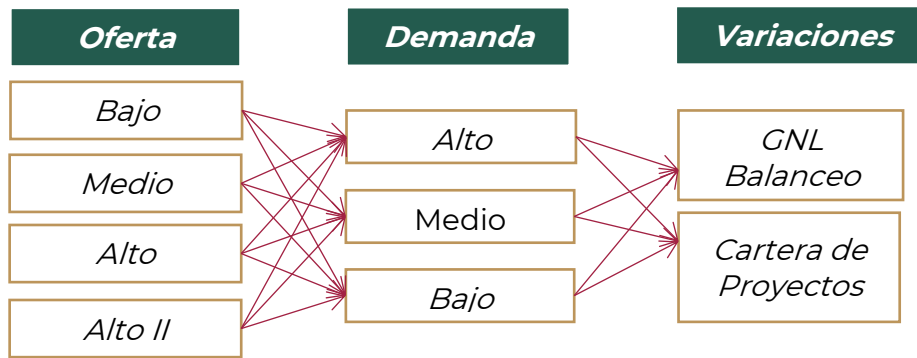 Oferta
Bajo
Medio
Alto
Alto II
Demanda
Alto
Medio
Bajo
Variaciones
GNL
Balanceo
Cartera de
Proyectos